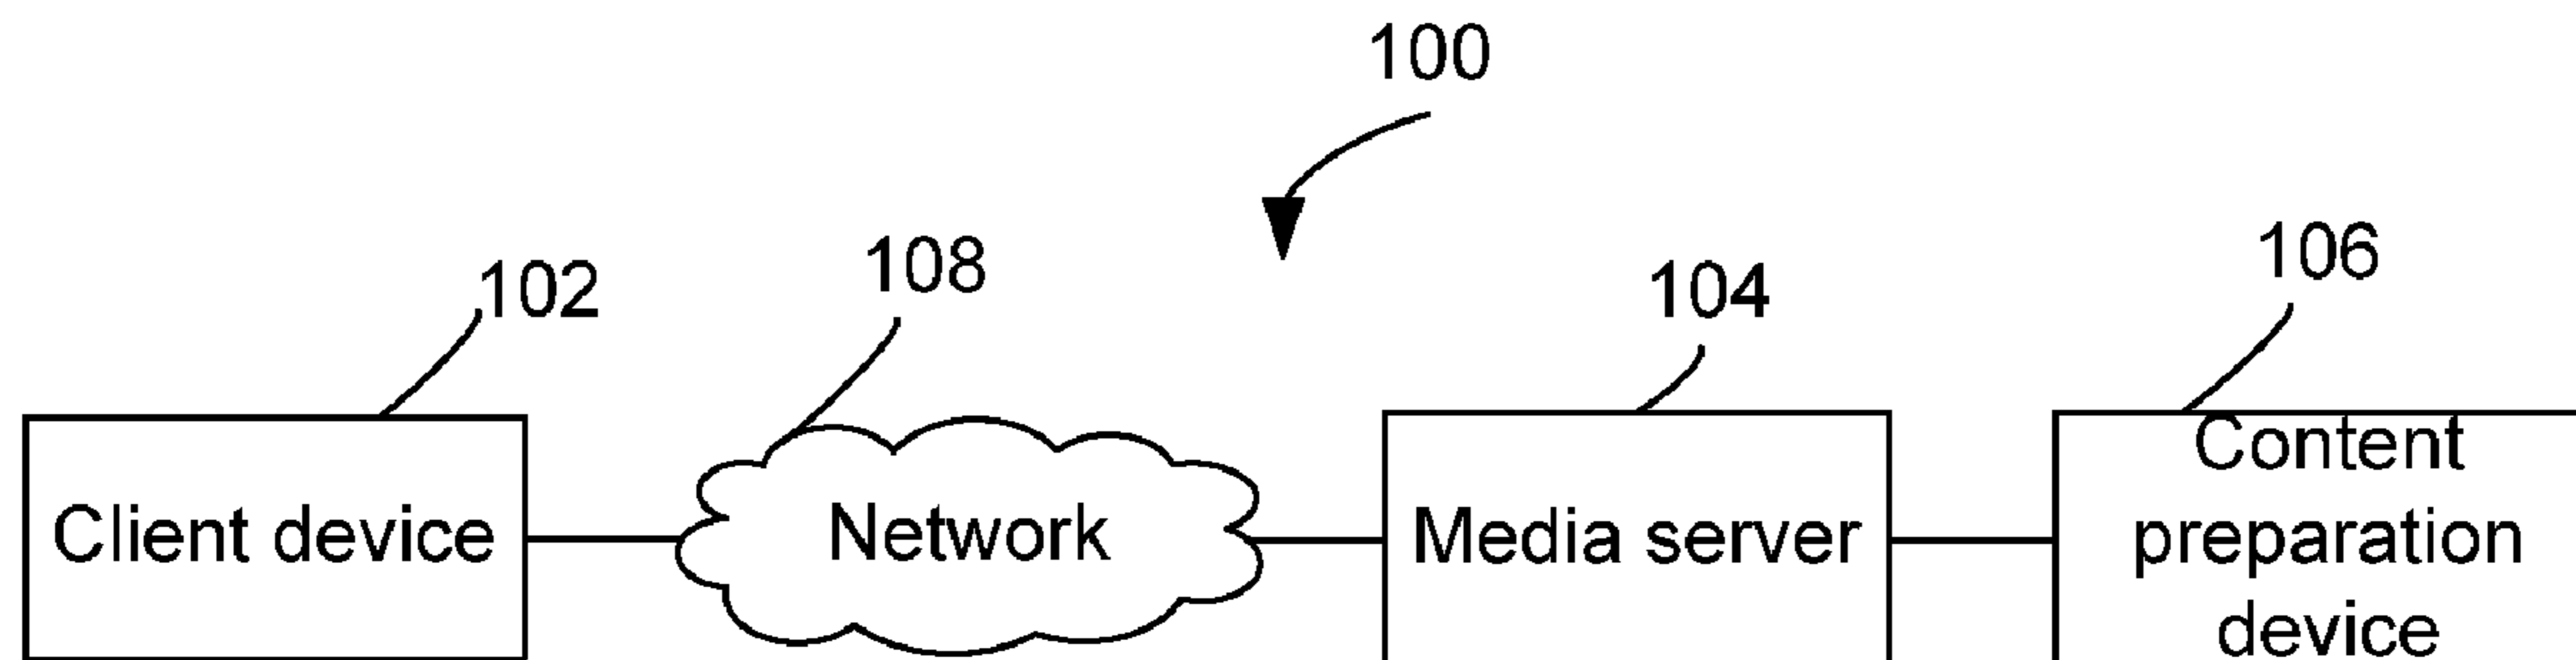 100
108
106
102
104
Client device
Network
Media server
Content
preparation
device